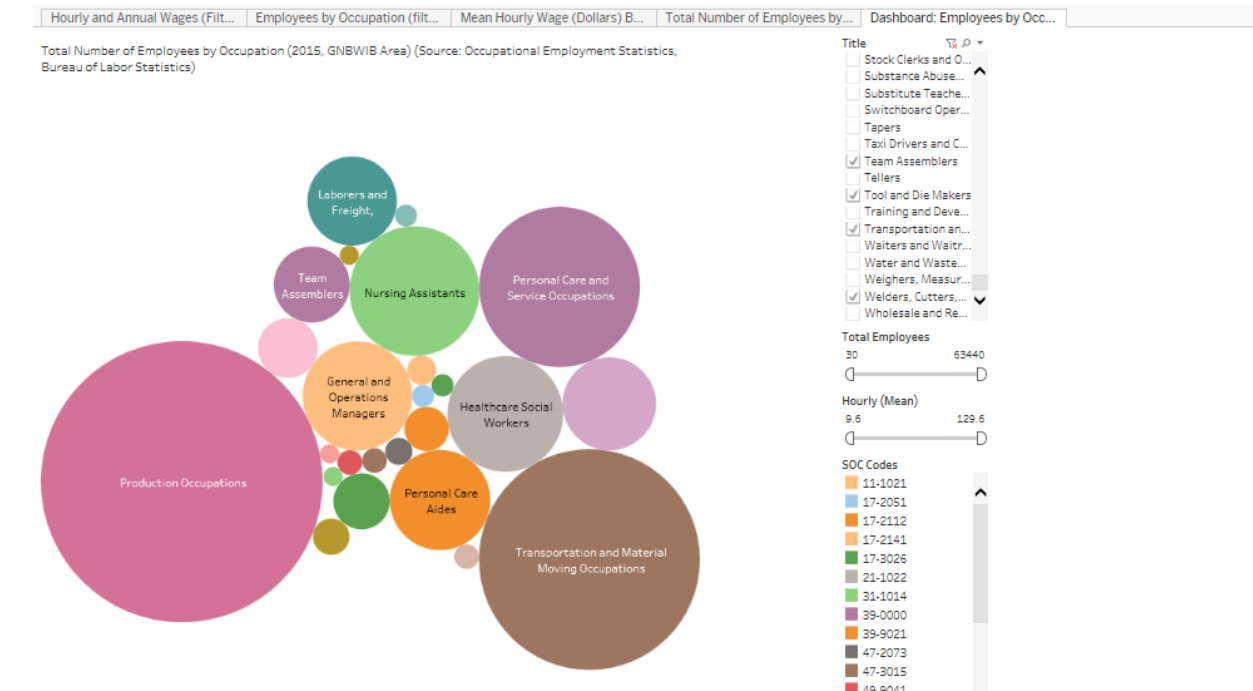 Hourly and Annual Wages (Filt...
Employees by Occupation (filt...
Mean Hourly Wage (Dollars) B...
Total Number of Employees by...
Dashboard: Employees by Occ...
Total Number of Employees by Occupation (2015, GNBWIB Area) (Source: Occupational Employment Statistics,
Bureau of Labor Statistics)
Laborers and
Freight,
Team
Assemblers
Nursing Assistants
Personal Care and
Service Occupations
General and
Operations
Managers
Healthcare Social
Workers
Production Occupations
Personal Care
Aides
Transportation and Material
Moving Occupations
Title
Stock Clerks and O...
Substance Abuse...
Substitute Teache...
Switchboard Oper...
Tapers
Taxi Drivers and C...
Team Assemblers
Tellers
Tool and Die Makers
Training and Deve...
Transportation an...
Waiters and Waitr...
Water and Waste...
Weighers, Measur...
Welders, Cutters,...
Wholesale and Re...
Total Employees
30 63440
Hourly (Mean)
9.6 129.6
SOC Codes
11-1021
17-2051
17-2112
17-2141
17-3026
21-1022
31-1014
39-0000
39-9021
47-2073
47-3015
49-9041